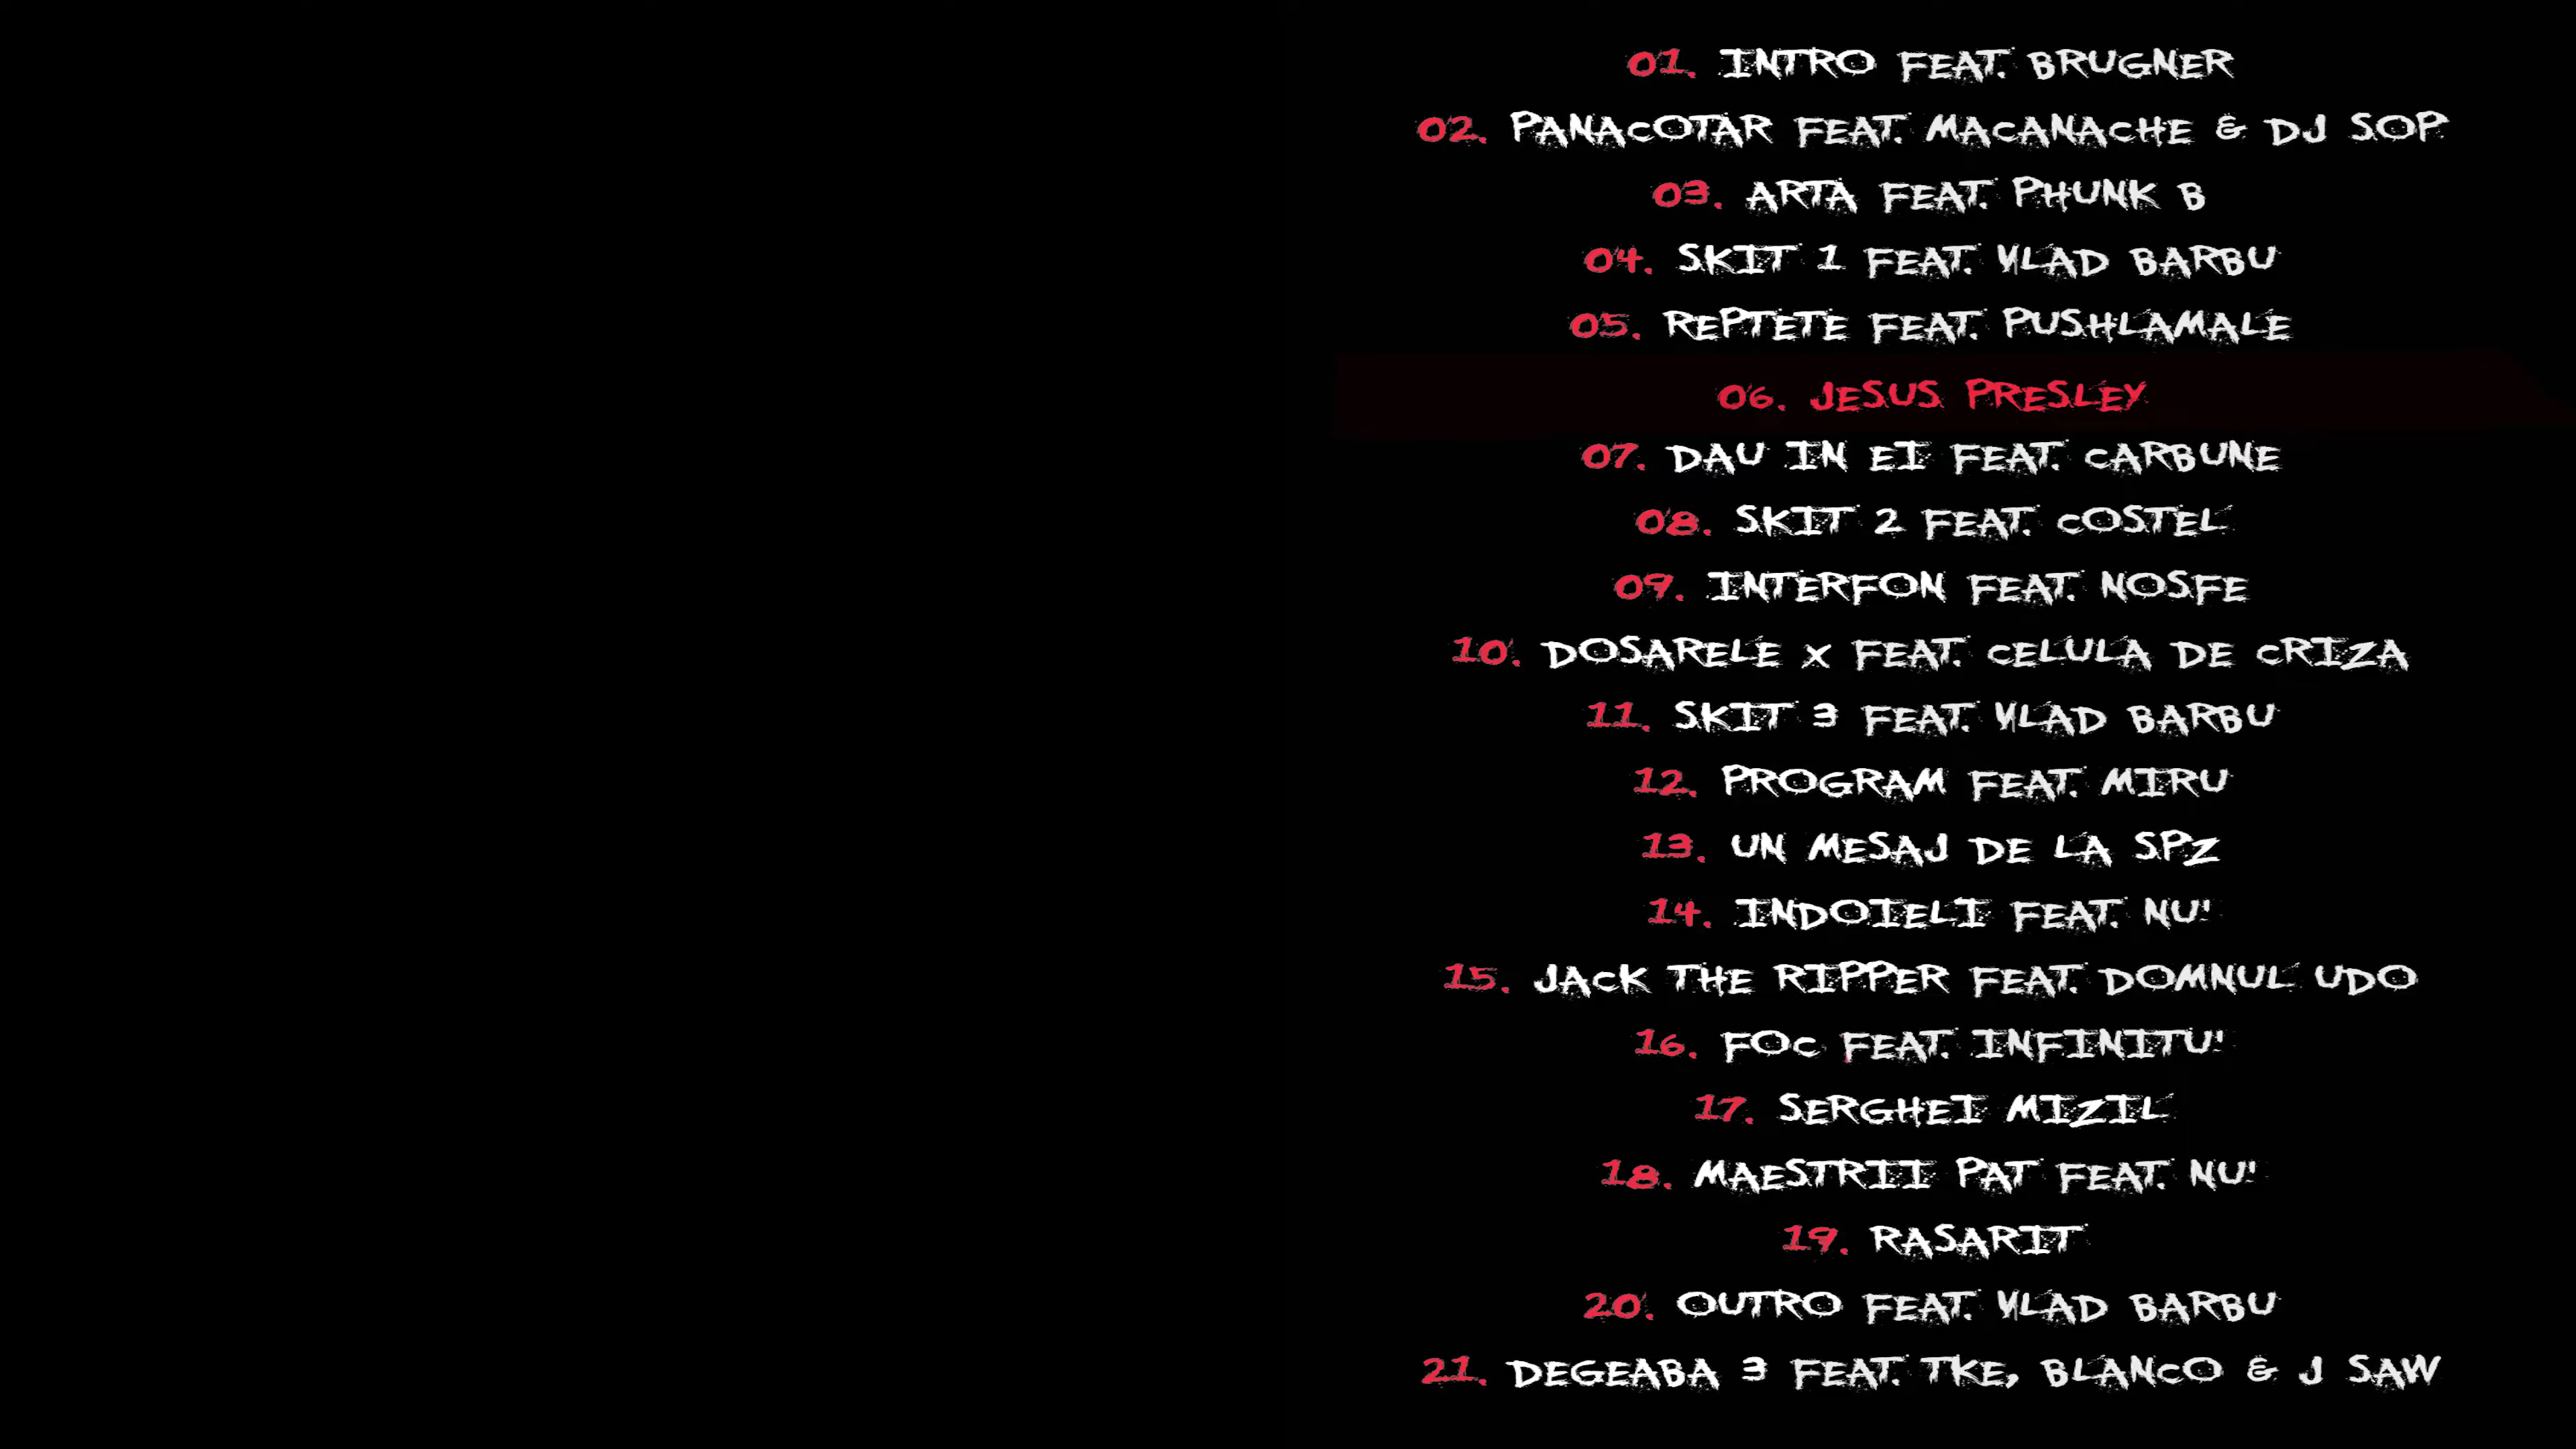 01. INTRO FEAT. BRUGNER
02. PANACOTAR FEAT. MACANACHE & DJ SOP
03. ARTA FEAT. PHUNK B
04. SKIT 1 FEAT. VLAD BARBU
05. REPTETE FEAT. PUSHLAMALE
06. JESUS PRESLEY
07. DAU IN EI FEAT. CARBUNE
08. SKIT 2 FEAT. COSTEL
09. INTERFON FEAT. NOSFE
10. DOSARELE X FEAT. CELULA DE CRIZA
11. SKIT 3 FEAT. VLAD BARBU
12. PROGRAM FEAT. MIRU
13. UN MESAJ DE LA SPZ
14. INDOIELI FEAT. NU'
15. JACK THE RIPPER FEAT. DOMNUL UDO
16. FOC FEAT. INFINITU'
17. SERGHEI MIZIL
18. MAESTRII PAT FEAT. NU'
19. RASARIT
20. OUTRO FEAT. VLAD BARBU
21. DEGEABA 3 FEAT. TKE, BLANCO & J SAW